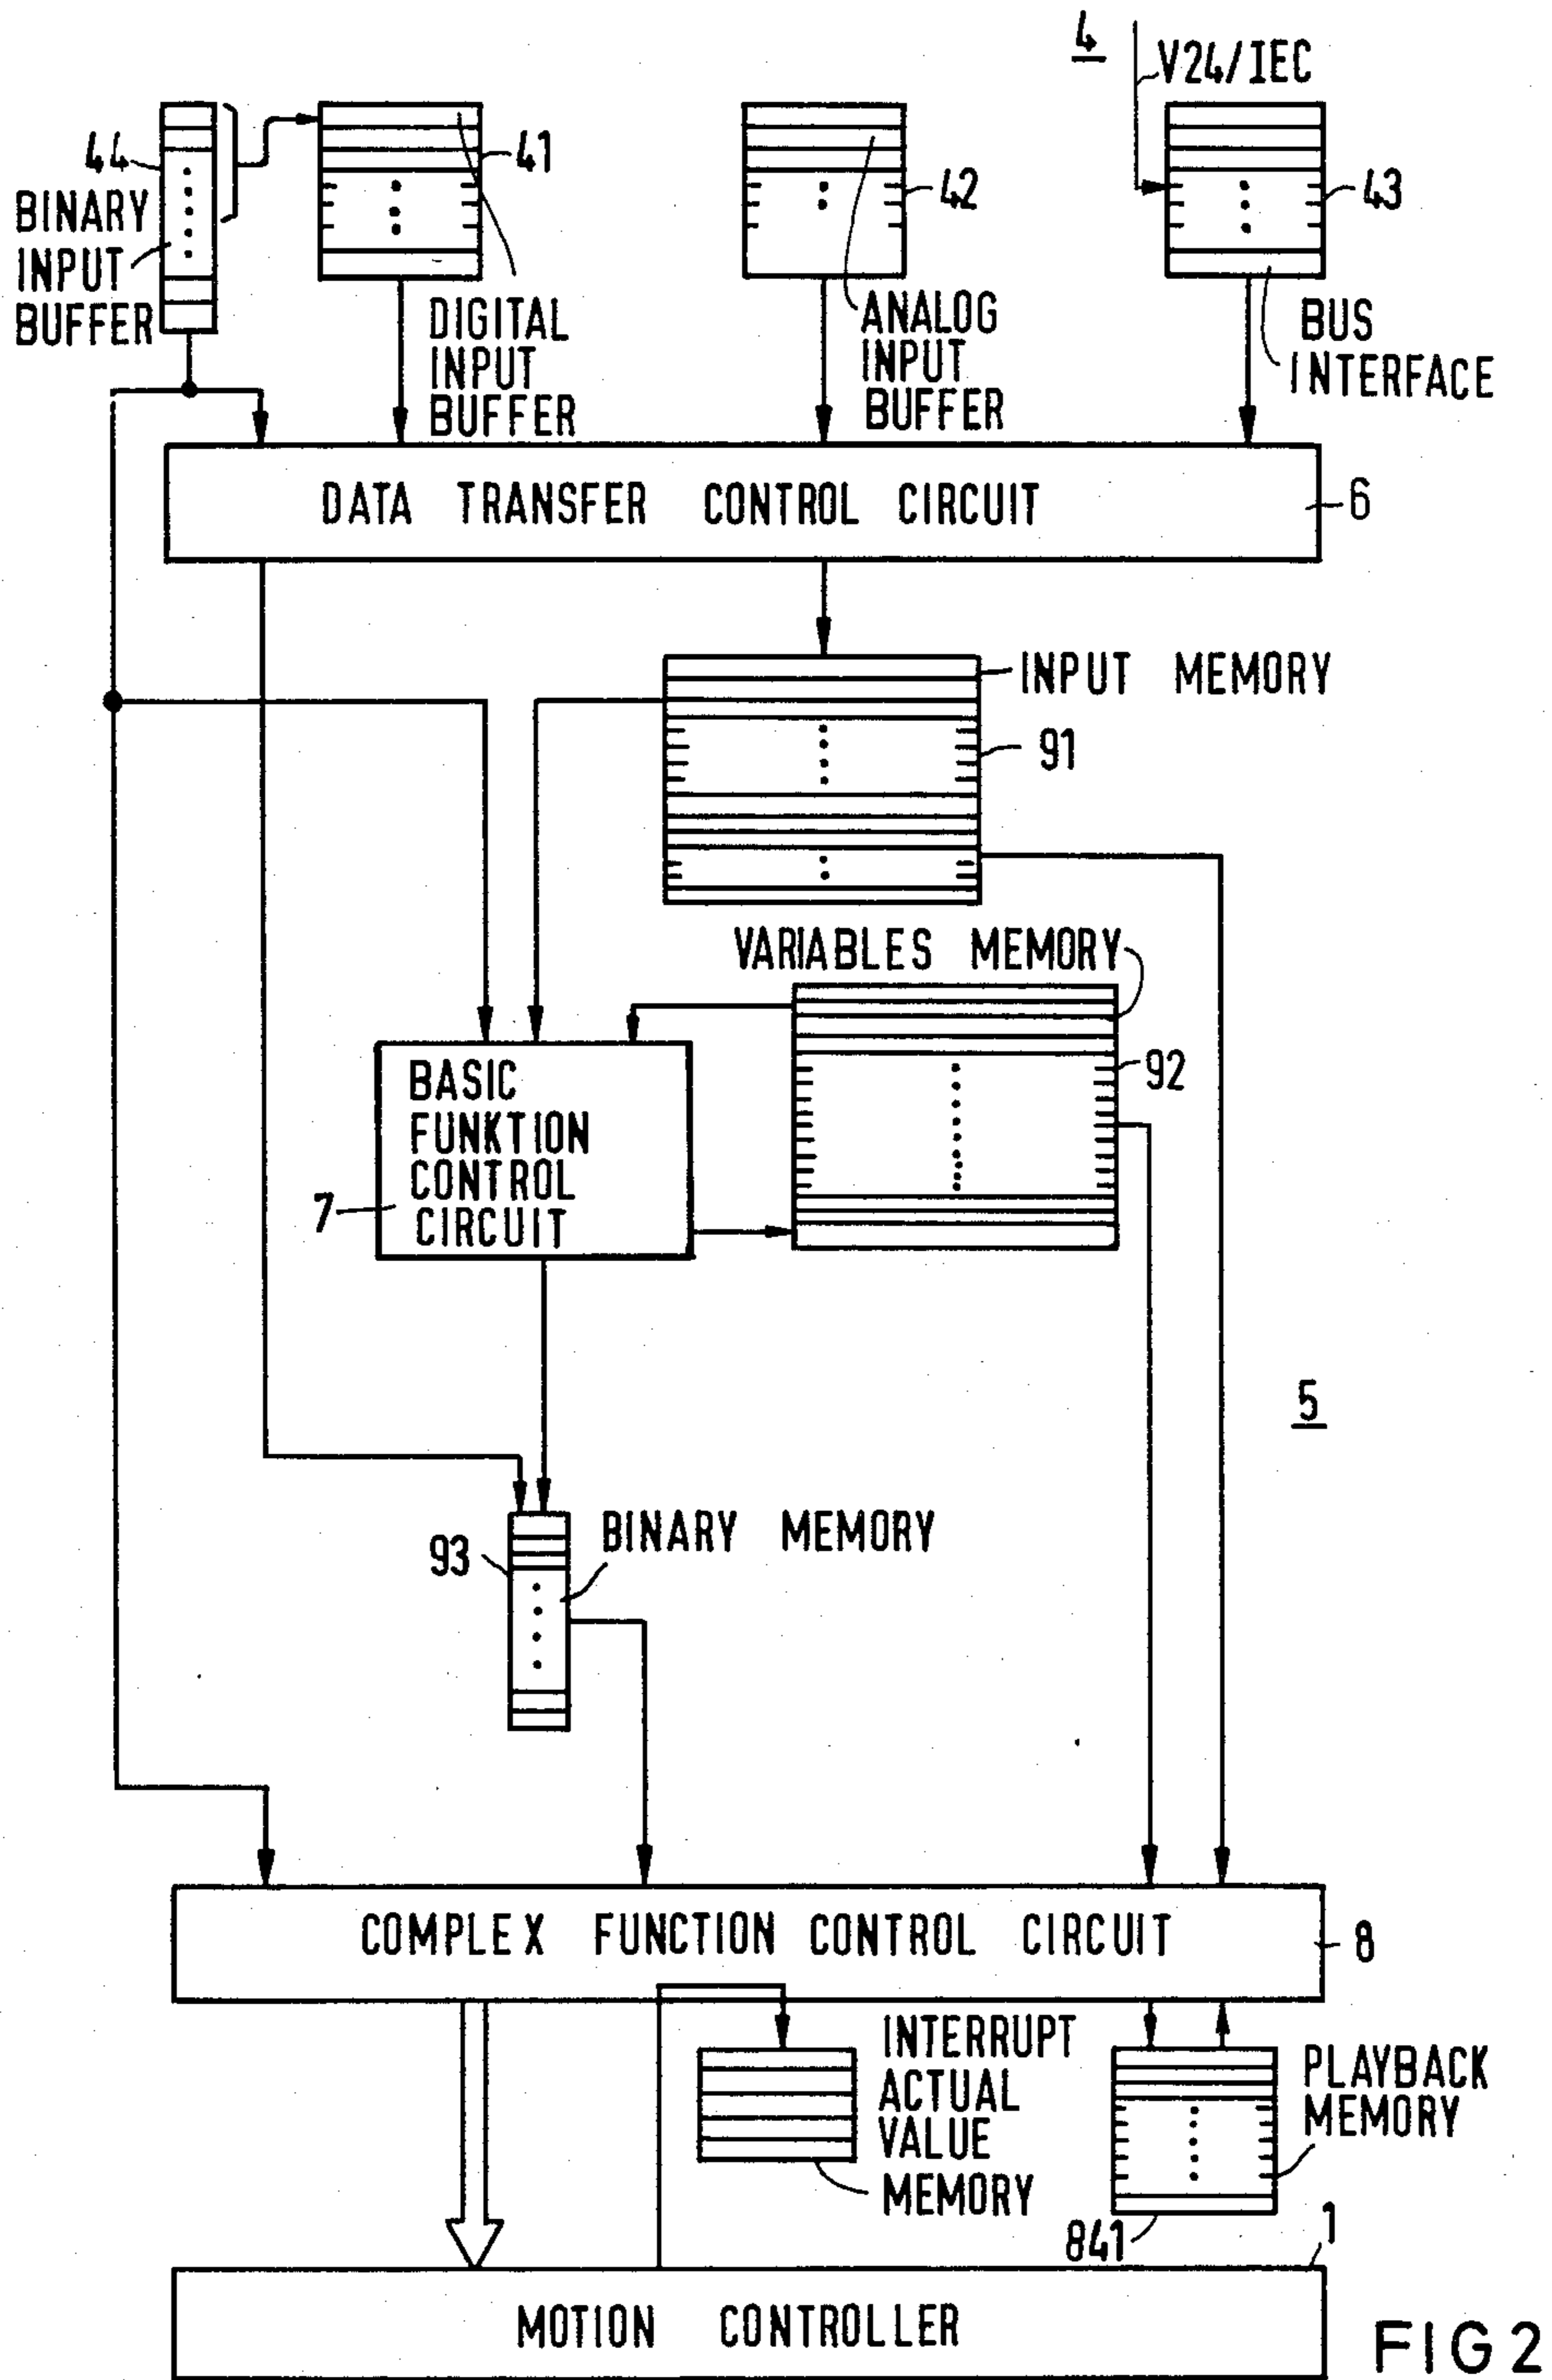 4
V24/IEC
44
BINARY
INPUT
BUFFER
41
DIGITAL
INPUT
BUFFER
42
ANALOG
INPUT
BUFFER
43
BUS
INTERFACE
DATA TRANSFER CONTROL CIRCUIT
6
INPUT MEMORY
91
VARIABLES MEMORY
92
BASIC
FUNKTION
CONTROL
CIRCUIT
7
5
93
BINARY MEMORY
COMPLEX FUNCTION CONTROL CIRCUIT
8
INTERRUPT
ACTUAL
VALUE
MEMORY
PLAYBACK
MEMORY
841
1
MOTION CONTROLLER
FIG 2